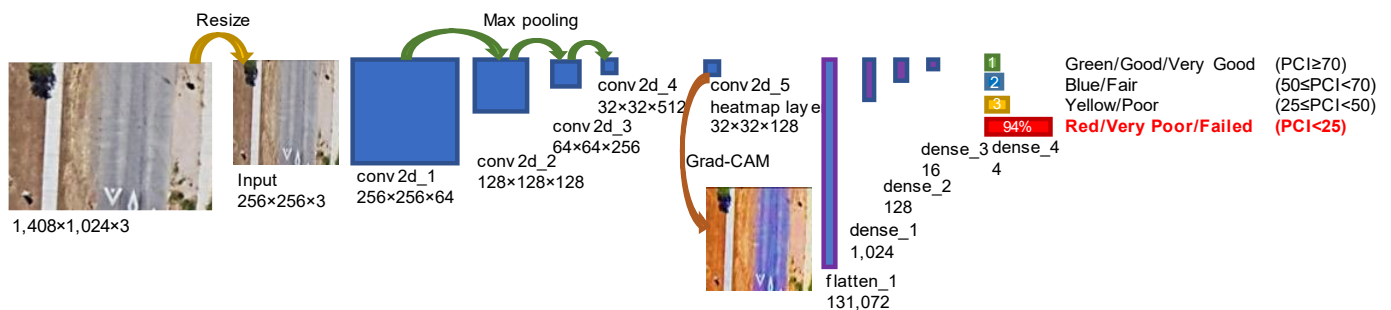 Resize
Max pooling
1,408×1,024×3
Input
256×256×3
conv2d_1
256×256×64
conv2d_2
128×128×128
conv2d_3
64×64×256
conv2d_4
32×32×512
conv2d_5
heatmap laye
32×32×128
Grad-CAM
flatten_1
131,072
dense_1
1,024
dense_2
128
dense_3
16
dense_4
4
1 Green/Good/Very Good (PCI≥70)
2 Blue/Fair (50≤PCI<70)
3 Yellow/Poor (25≤PCI<50)
94% Red/Very Poor/Failed (PCI<25)